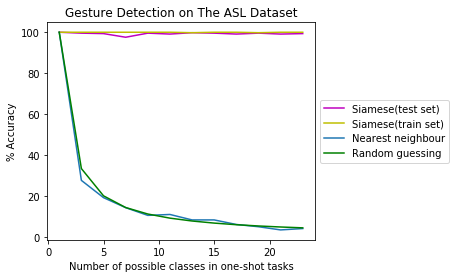 Gesture Detection on The ASL Dataset
100
80
60
40
20
0
% Accuracy
0
5
10
15
20
Number of possible classes in one-shot tasks
Siamese(test set)
Siamese(train set)
Nearest neighbour
Random guessing